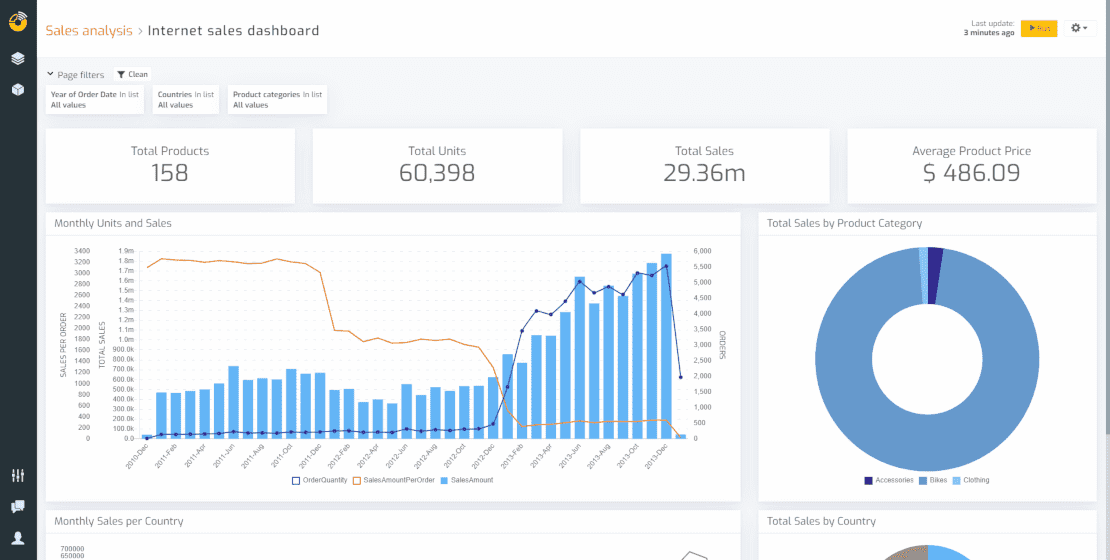 Sales analysis > Internet sales dashboard
Last update:
3 minutes ago
Page filters
Clean
Year of Order Date In list
All values
Countries In list
All values
Product categories In list
All values
Total Products
158
Total Units
60,398
Total Sales
29.36m
Average Product Price
$ 486.09
Monthly Units and Sales
SALES PER ORDER
3400
3200
3000
2800
2600
2400
2200
2000
1800
1600
1400
1200
1000
800
600
400
200
0
TOTAL SALES
1.9m
1.8m
1.7m
1.6m
1.5m
1.4m
1.3m
1.2m
1.1m
1.0m
900.0k
800.0k
700.0k
600.0k
500.0k
400.0k
300.0k
200.0k
100.0k
0.0
6,000
5,500
5,000
4,500
4,000
3,500
3,000
2,500
2,000
1,500
1,000
500
0
ORDERS
2010-Dec
2011-Feb
2011-Apr
2011-Jun
2011-Aug
2011-Oct
2011-Dec
2012-Feb
2012-Apr
2012-Jun
2012-Aug
2012-Oct
2012-Dec
2013-Feb
2013-Apr
2013-Jun
2013-Aug
2013-Oct
2013-Dec
OrderQuantity
SalesAmountPerOrder
SalesAmount
Total Sales by Product Category
Accessories
Bikes
Clothing
Monthly Sales per Country
700000
650000
Total Sales by Country